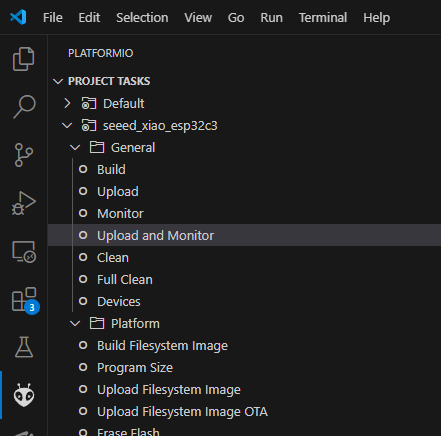 File Edit Selection View Go Run Terminal Help
PLATFORMIO
PROJECT TASKS
Default
seeed_xiao_esp32c3
General
Build
Upload
Monitor
Upload and Monitor
Clean
Full Clean
3
Devices
Platform
Build Filesystem Image
Program Size
Upload Filesystem Image
Upload Filesystem Image OTA
Erase Flash